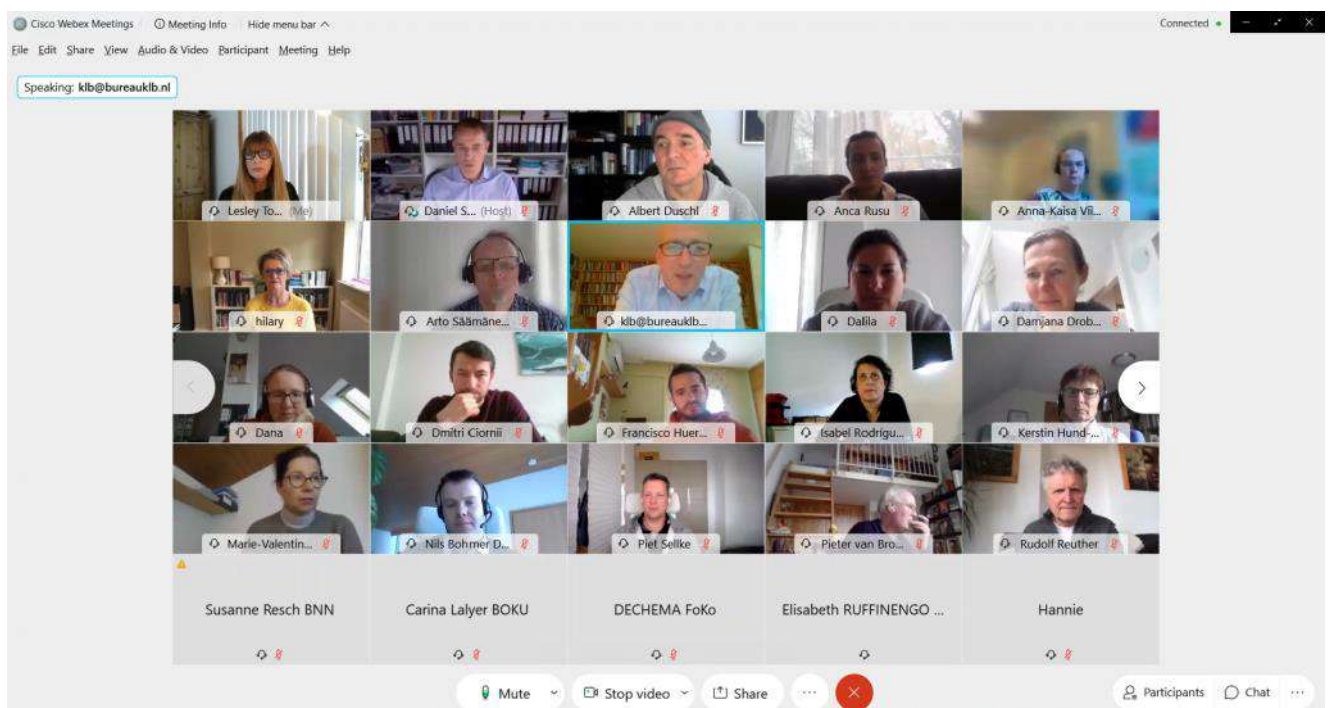 Cisco Webex Meetings Meeting Info Hide menu bar Connected
File Edit Share View Audio & Video Participant Meeting Help
Speaking: klb@bureauklb.nl
Lesley To... (Me) Daniel S... (Host) Albert Duschl Anca Rusu Anna-Kaisa Vii...
hilary Arto Säämäne... klb@bureauklb... Dalila Damjana Drob...
Dana Dmitri Ciornii Francisco Huer... Isabel Rodrígu... Kerstin Hund-...
Marie-Valentin... Nils Bohmer D... Piet Sellke Pieter van Bro... Rudolf Reuther
Susanne Resch BNN Carina Lalyer BOKU DECHEMA FoKo Elisabeth RUFFINENGO ... Hannie
Mute Stop video Share ... Participants Chat ...